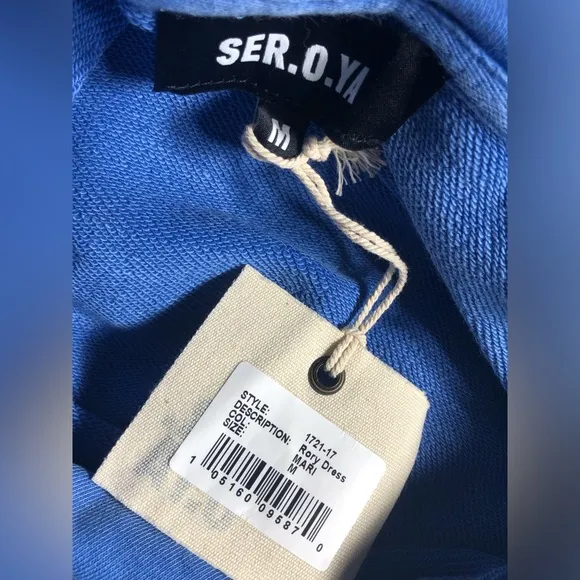 SER.O.YA
M
STYLE: 1721-17
DESCRIPTION: Rory Dress
COL: MARI
SIZE: M
1 05160 09587 0